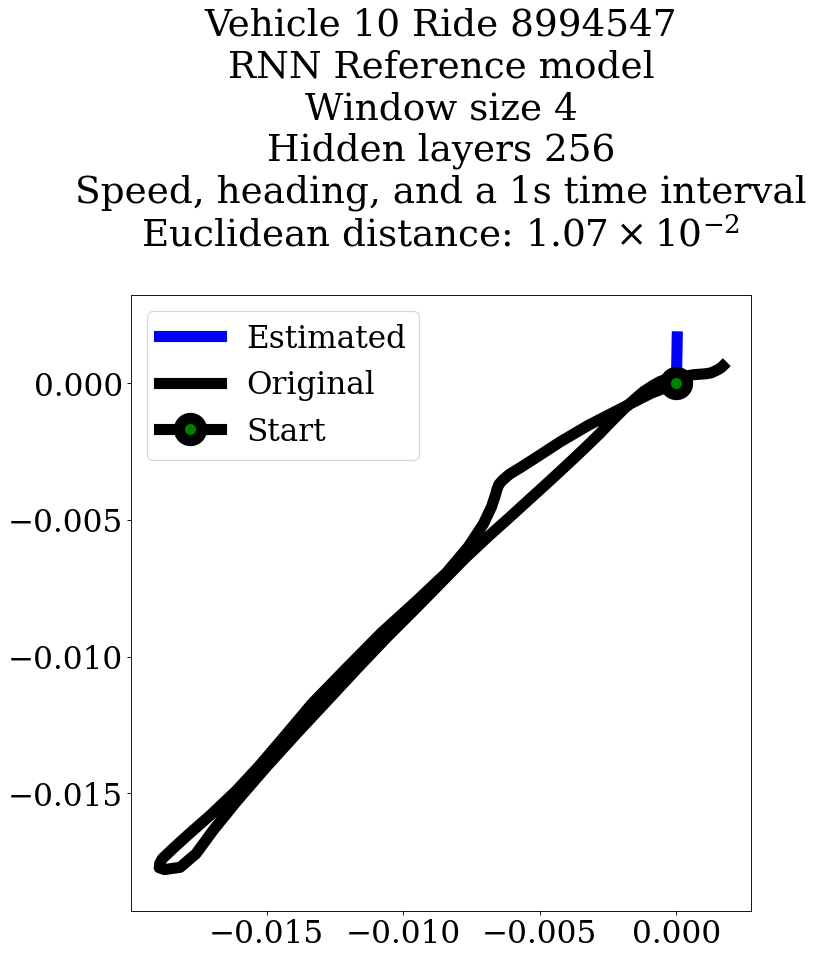 Vehicle 10 Ride 8994547
RNN Reference model
Window size 4
Hidden layers 256
Speed, heading, and a 1s time interval
Euclidean distance: 1.07 × 10⁻²
Estimated
Original
Start
0.000
−0.005
−0.010
−0.015
−0.015 −0.010 −0.005 0.000